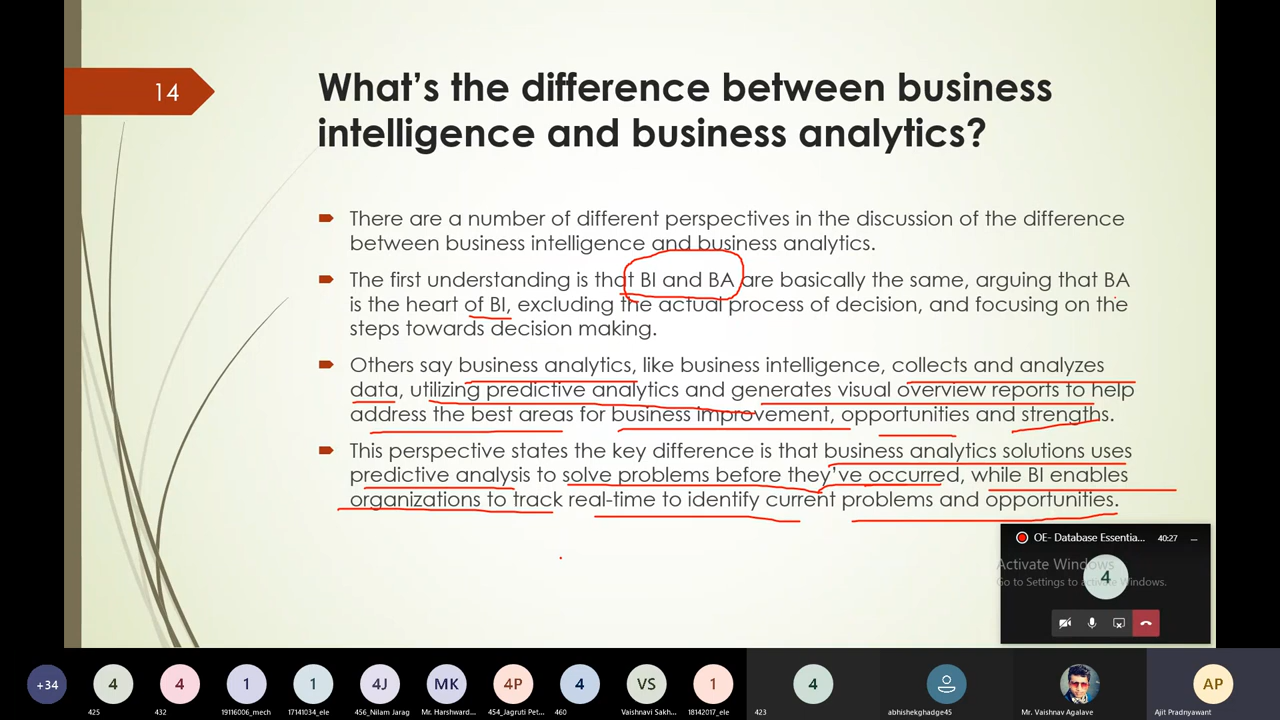 14
What's the difference between business
intelligence and business analytics?
There are a number of different perspectives in the discussion of the difference
between business intelligence and business analytics.
The first understanding is that BI and BA are basically the same, arguing that BA
is the heart of BI, excluding the actual process of decision, and focusing on the
steps towards decision making.
Others say business analytics, like business intelligence, collects and analyzes
data, utilizing predictive analytics and generates visual overview reports to help
address the best areas for business improvement, opportunities and strengths.
This perspective states the key difference is that business analytics solutions uses
predictive analysis to solve problems before they've occurred, while BI enables
organizations to track real-time to identify current problems and opportunities.
OE- Database Essentia... 40:27
Activate Windows
Go to Settings to activate Windows.
4
+34 4 4 1 1 4J MK 4P 4 VS 1 4 AP
425 432 19116006_mech 17141034_ele 456_Nilam Jarag Mr. Harshward... 454_Jagruti Pet... 460 Vaishnavi Sakh... 18142017_ele 423 abhishekghadge45 Mr. Vaishnav Agalave Ajit Pradnyawant